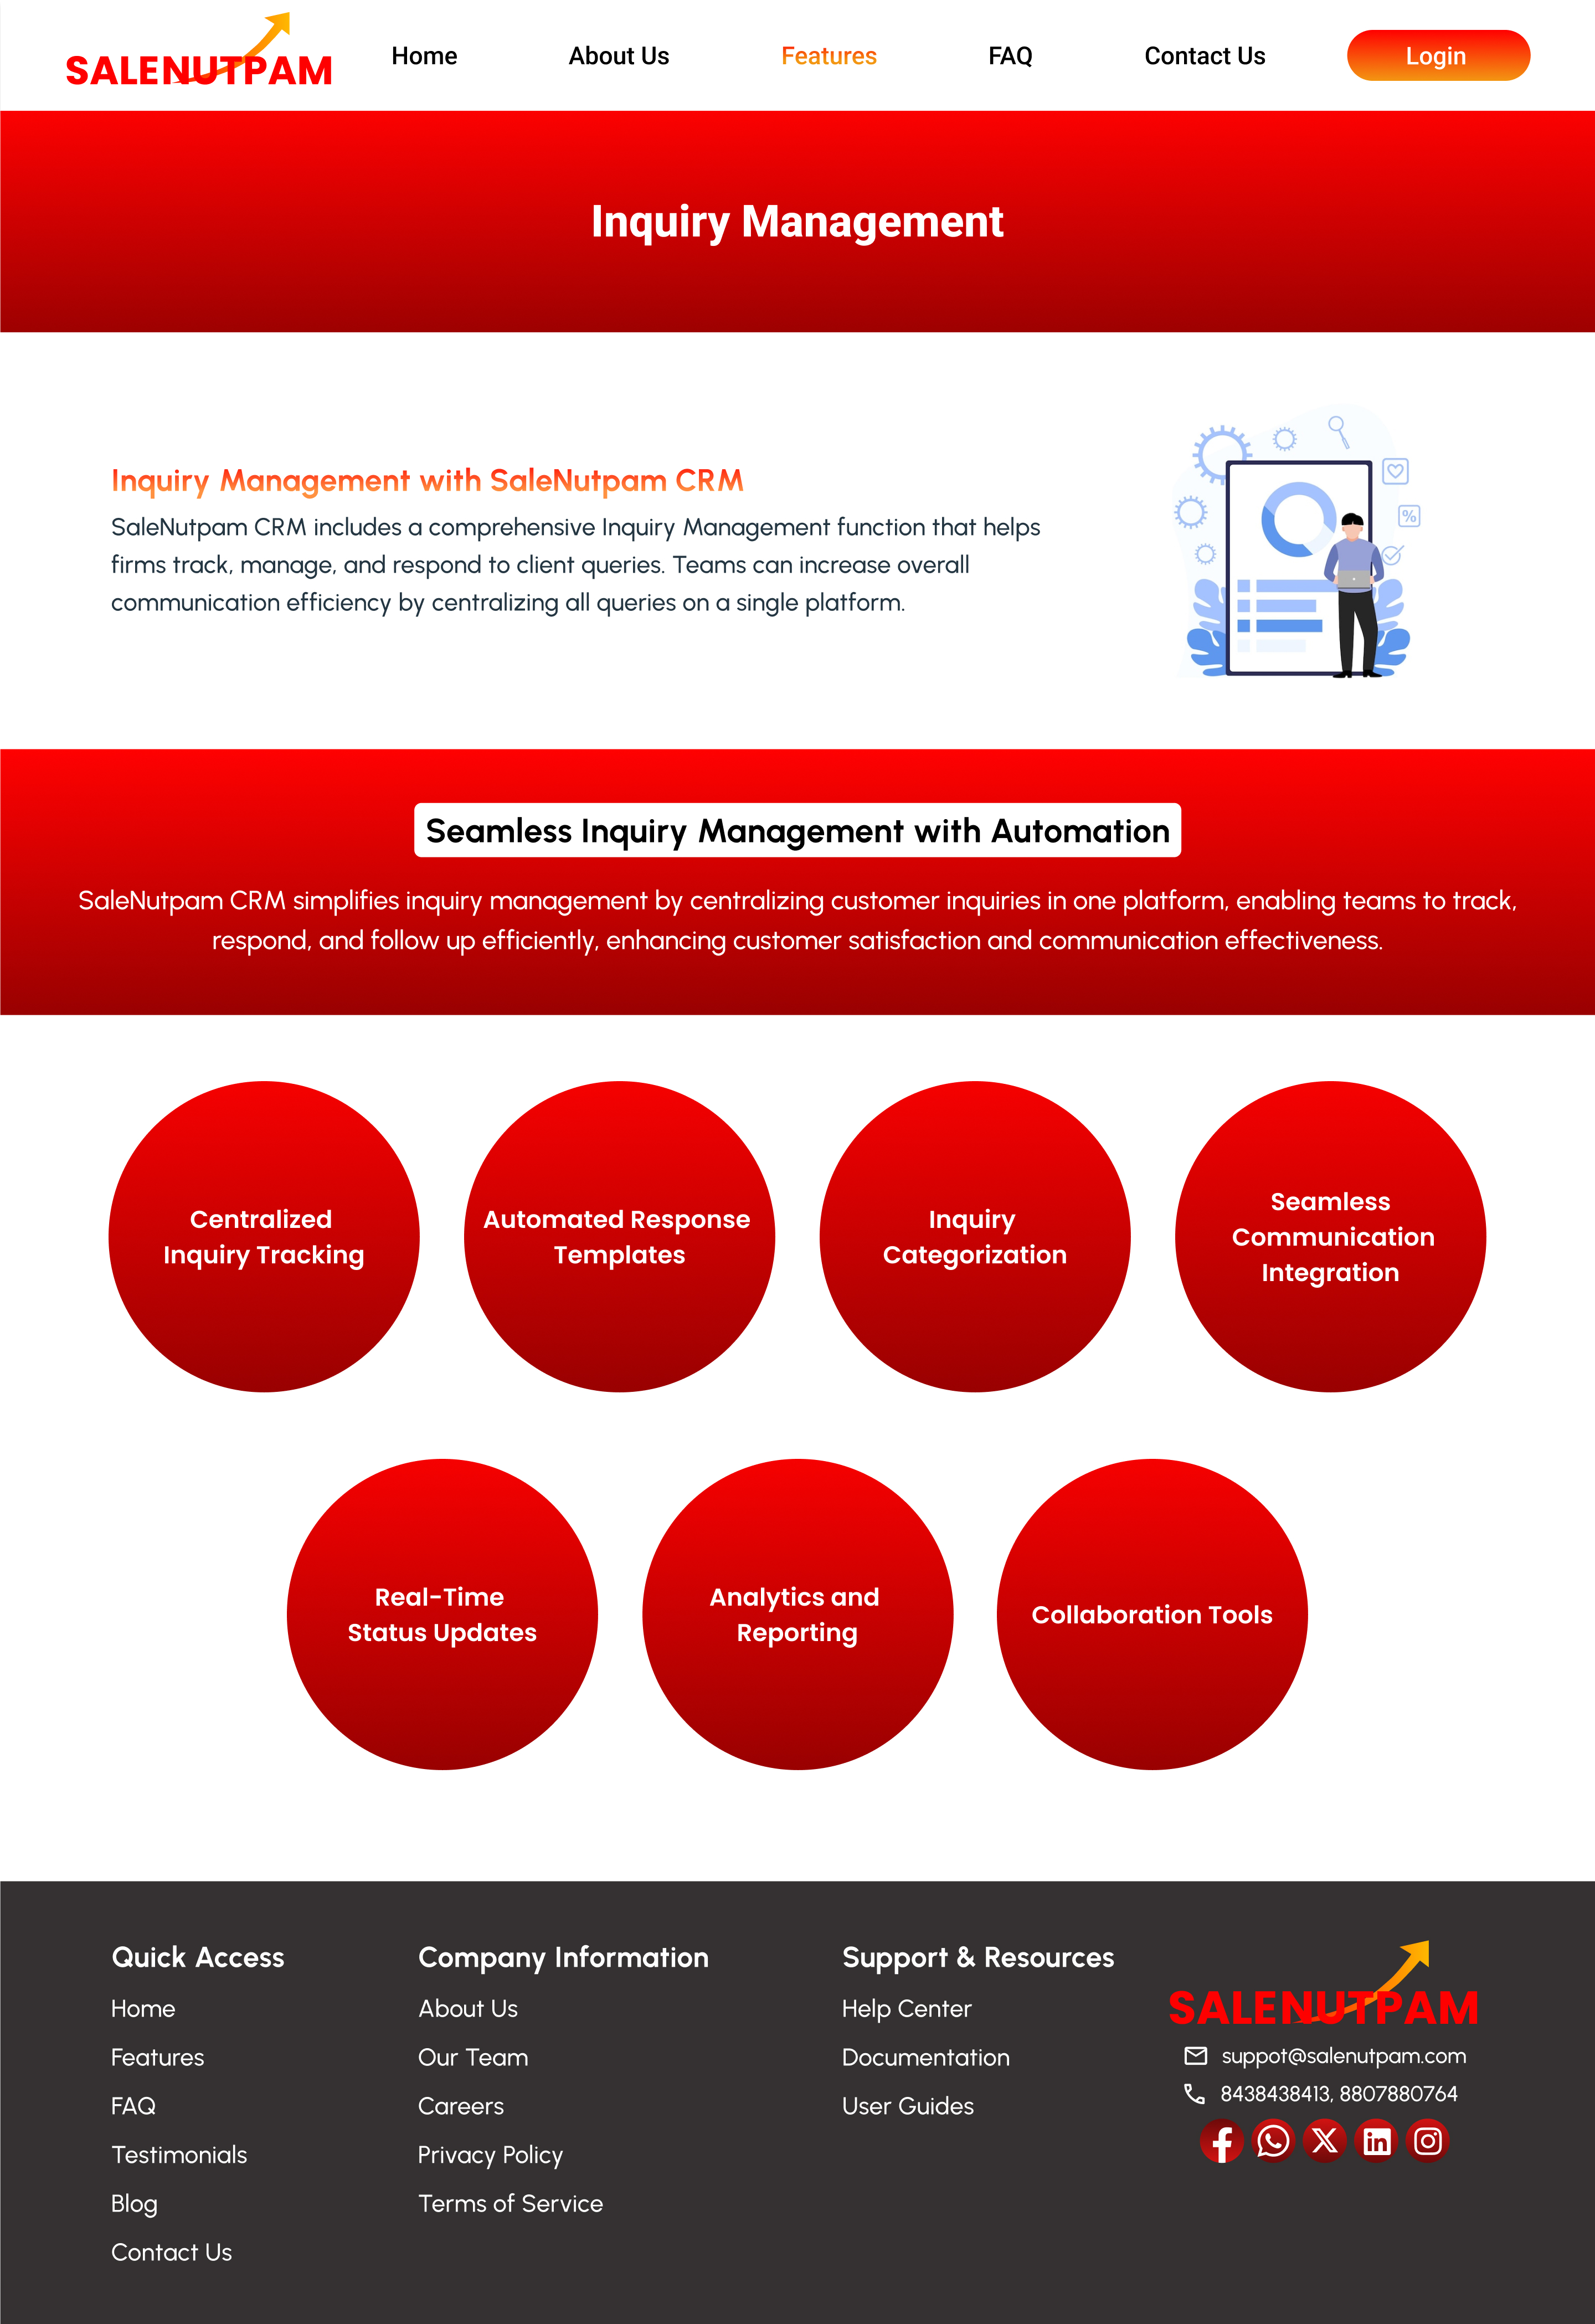 SALENUTPAM
Home
About Us
Features
FAQ
Contact Us
Login
Inquiry Management
Inquiry Management with SaleNutpam CRM
SaleNutpam CRM includes a comprehensive Inquiry Management function that helps
firms track, manage, and respond to client queries. Teams can increase overall
communication efficiency by centralizing all queries on a single platform.
%
Seamless Inquiry Management with Automation
SaleNutpam CRM simplifies inquiry management by centralizing customer inquiries in one platform, enabling teams to track,
respond, and follow up efficiently, enhancing customer satisfaction and communication effectiveness.
Centralized
Inquiry Tracking
Automated Response
Templates
Inquiry
Categorization
Seamless
Communication
Integration
Real-Time
Status Updates
Analytics and
Reporting
Collaboration Tools
Quick Access
Home
Features
FAQ
Testimonials
Blog
Contact Us
Company Information
About Us
Our Team
Careers
Privacy Policy
Terms of Service
Support & Resources
Help Center
Documentation
User Guides
SALENUTPAM
suppot@salenutpam.com
8438438413, 8807880764